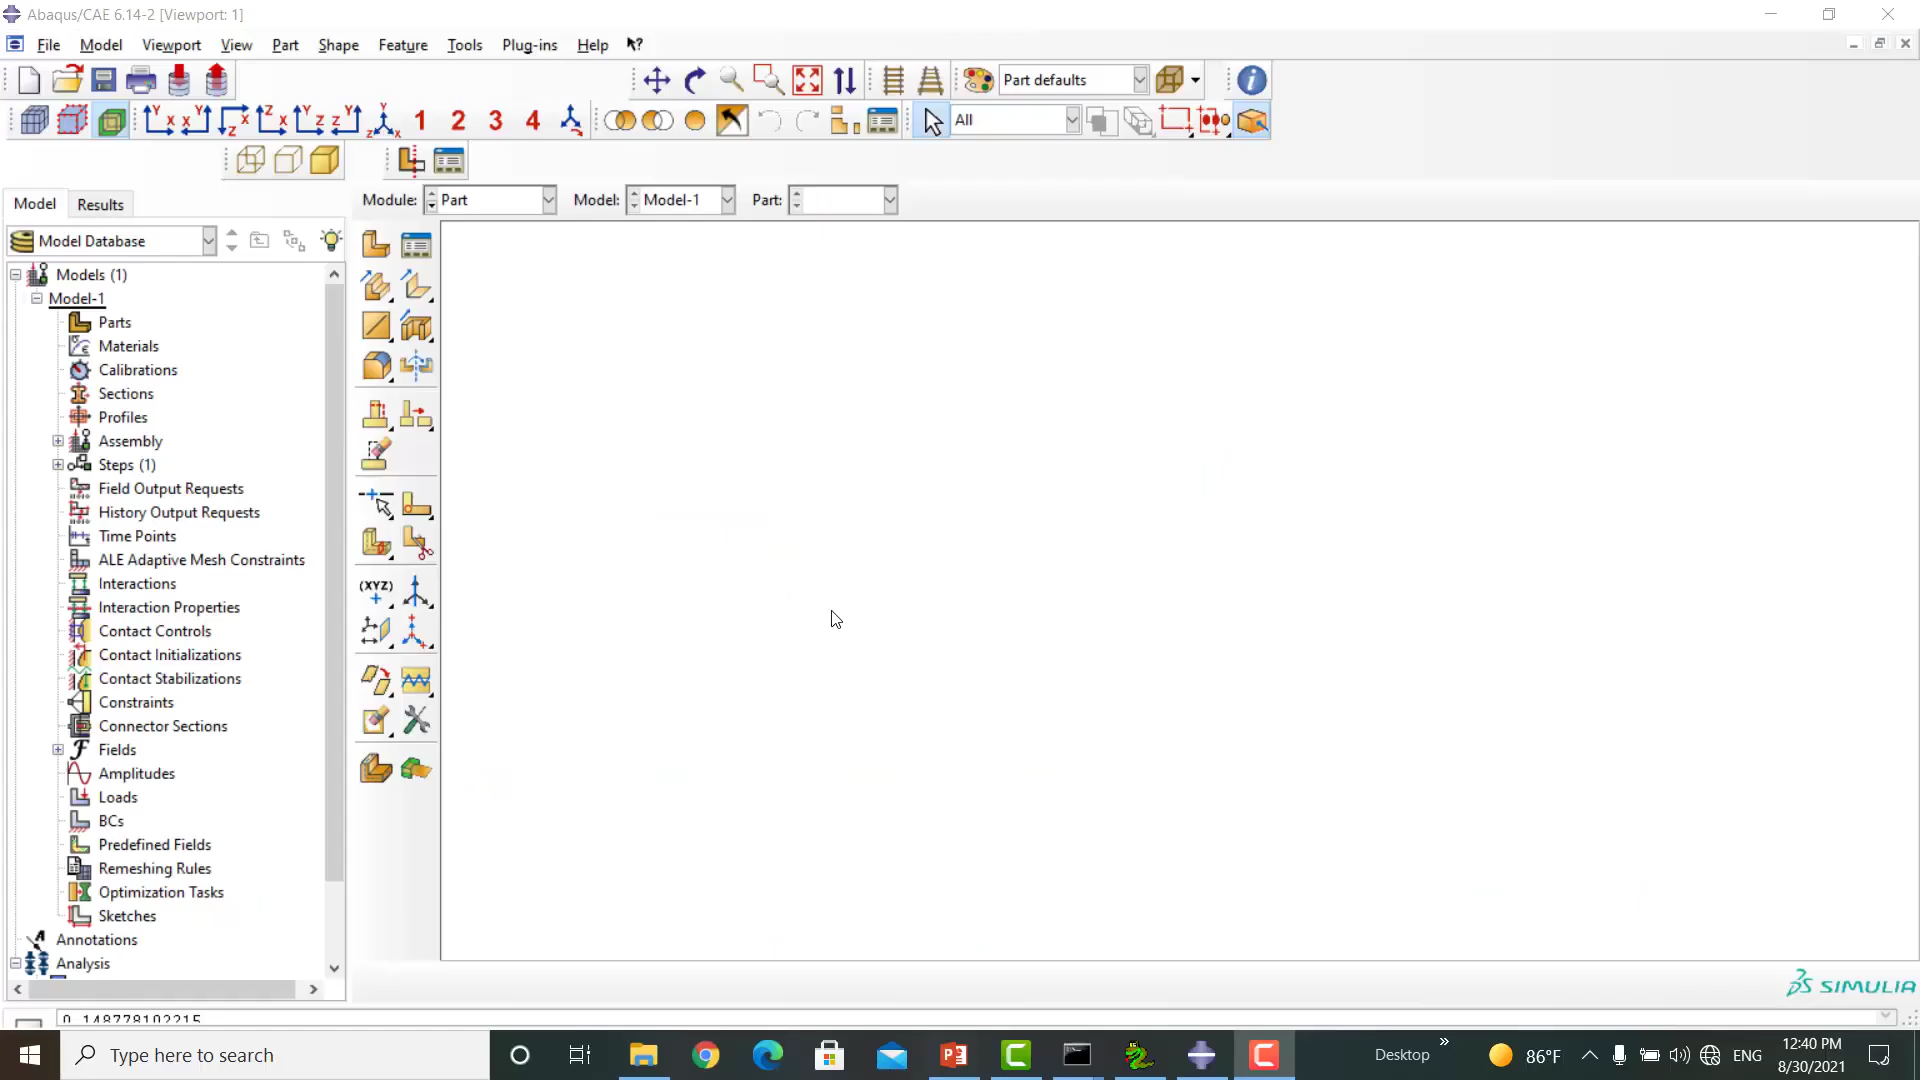 Abaqus/CAE 6.14-2 [Viewport: 1]
File Model Viewport View Part Shape Feature Tools Plug-ins Help
Part defaults
1 2 3 4
All
Model Results
Module: Part Model: Model-1 Part:
Model Database
Models (1)
Model-1
Parts
Materials
Calibrations
Sections
Profiles
Assembly
Steps (1)
Field Output Requests
History Output Requests
Time Points
ALE Adaptive Mesh Constraints
Interactions
Interaction Properties
Contact Controls
Contact Initializations
Contact Stabilizations
Constraints
Connector Sections
Fields
Amplitudes
Loads
BCs
Predefined Fields
Remeshing Rules
Optimization Tasks
Sketches
Annotations
Analysis
(XYZ)
SIMULIA
0.148778102215
Type here to search
Desktop
86°F
ENG
12:40 PM
8/30/2021